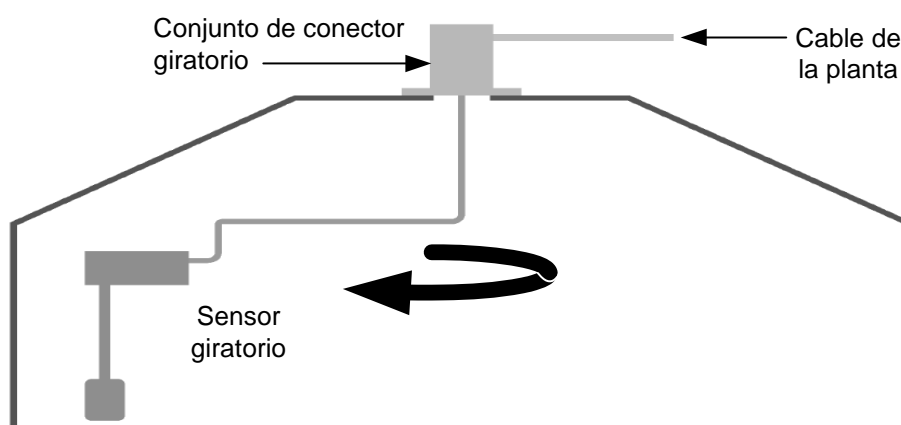 Conjunto de conector
giratorio
Cable de
la planta
Sensor
giratorio